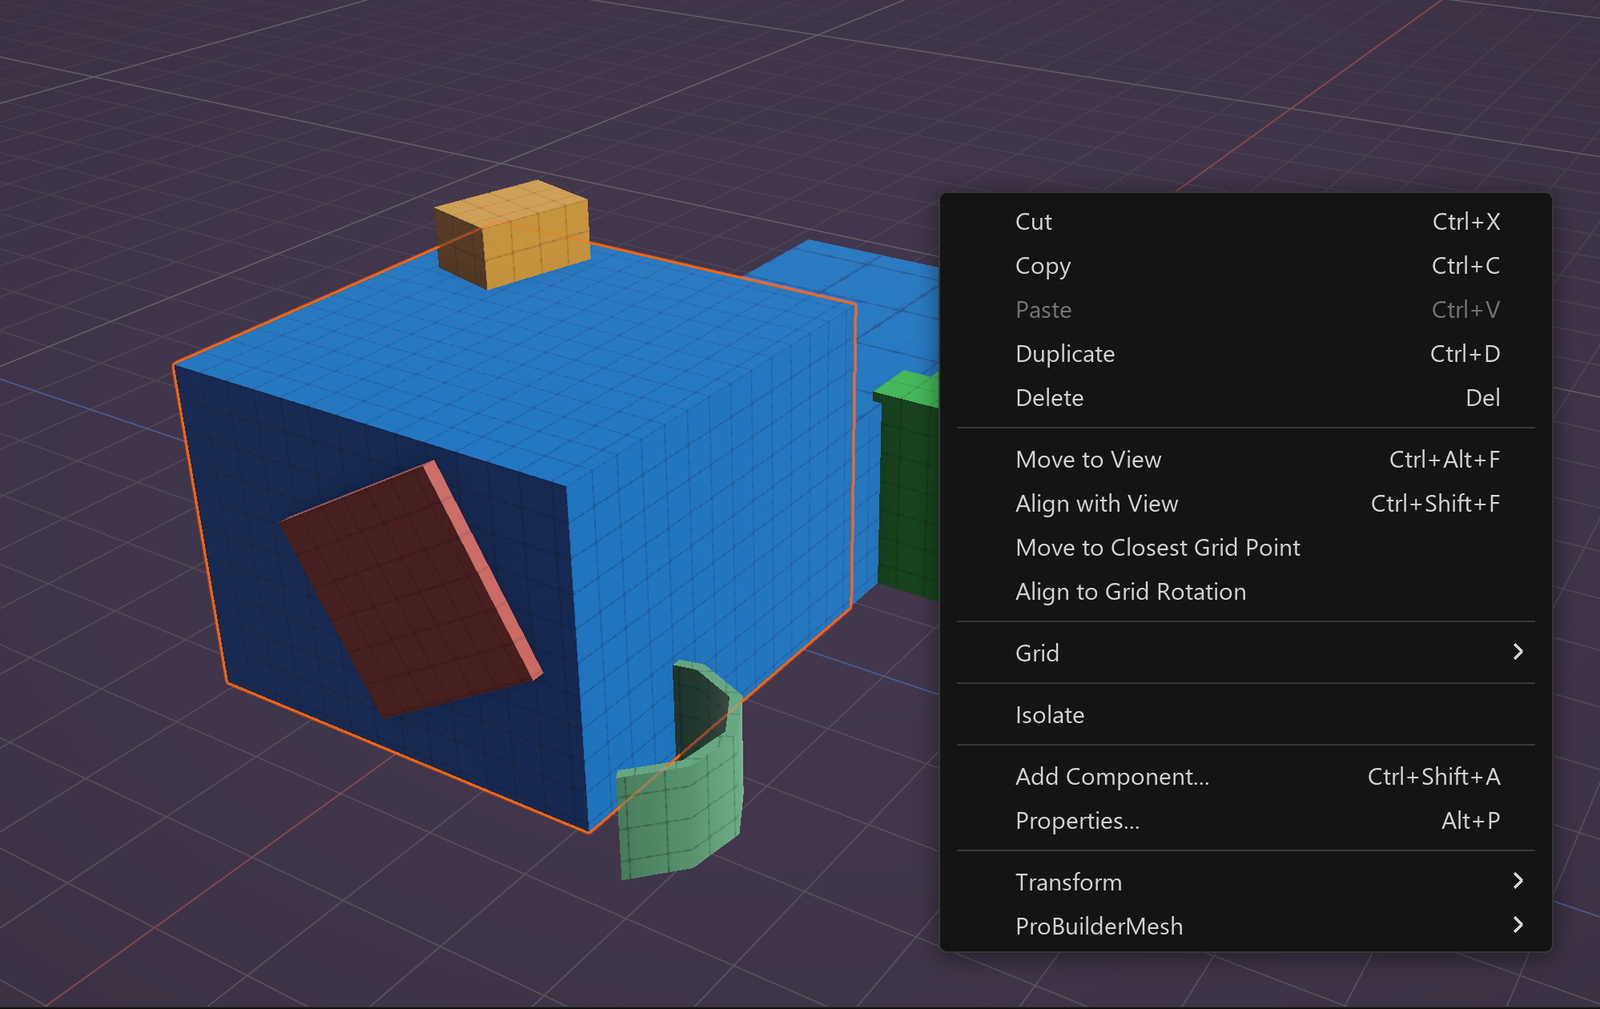 Cut Ctrl+X
Copy Ctrl+C
Paste Ctrl+V
Duplicate Ctrl+D
Delete Del
Move to View Ctrl+Alt+F
Align with View Ctrl+Shift+F
Move to Closest Grid Point
Align to Grid Rotation
Grid
Isolate
Add Component... Ctrl+Shift+A
Properties... Alt+P
Transform
ProBuilderMesh